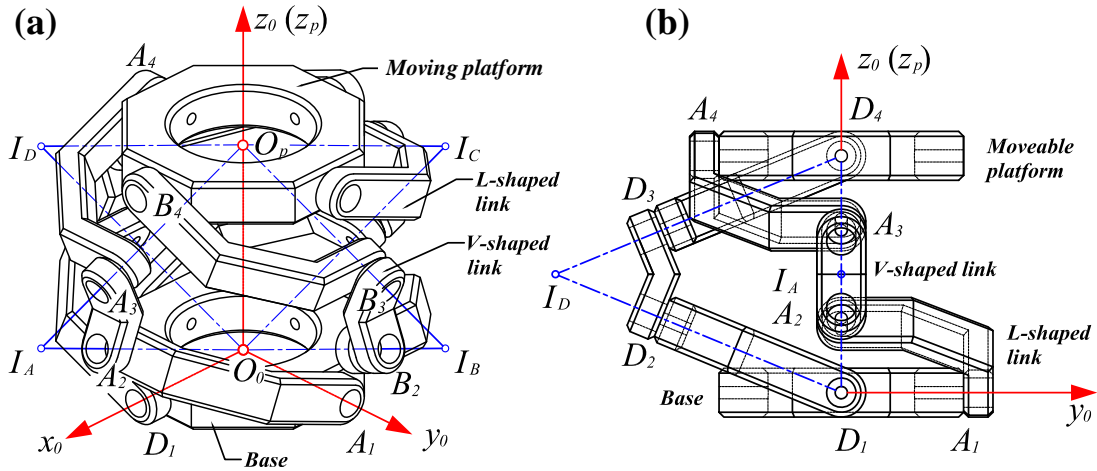 (a)
z0 (zp)
A4
Moving platform
ID
Op
IC
L-shaped
link
B4
V-shaped
link
A3
B3
IA
A2
O0
B2
IB
x0
D1
Base
A1
y0
(b)
z0 (zp)
A4
D4
Moveable
platform
D3
A3
ID
IA
V-shaped link
A2
D2
L-shaped
link
Base
D1
A1
y0